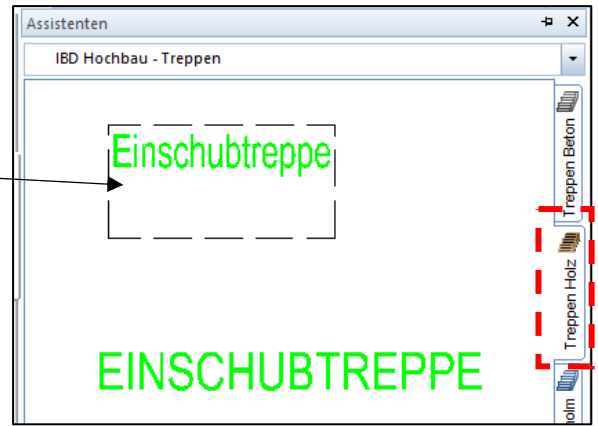 Assistenten
IBD Hochbau - Treppen
Einschubtreppe
EINSCHUBTREPPE
Treppen Beton
Treppen Holz